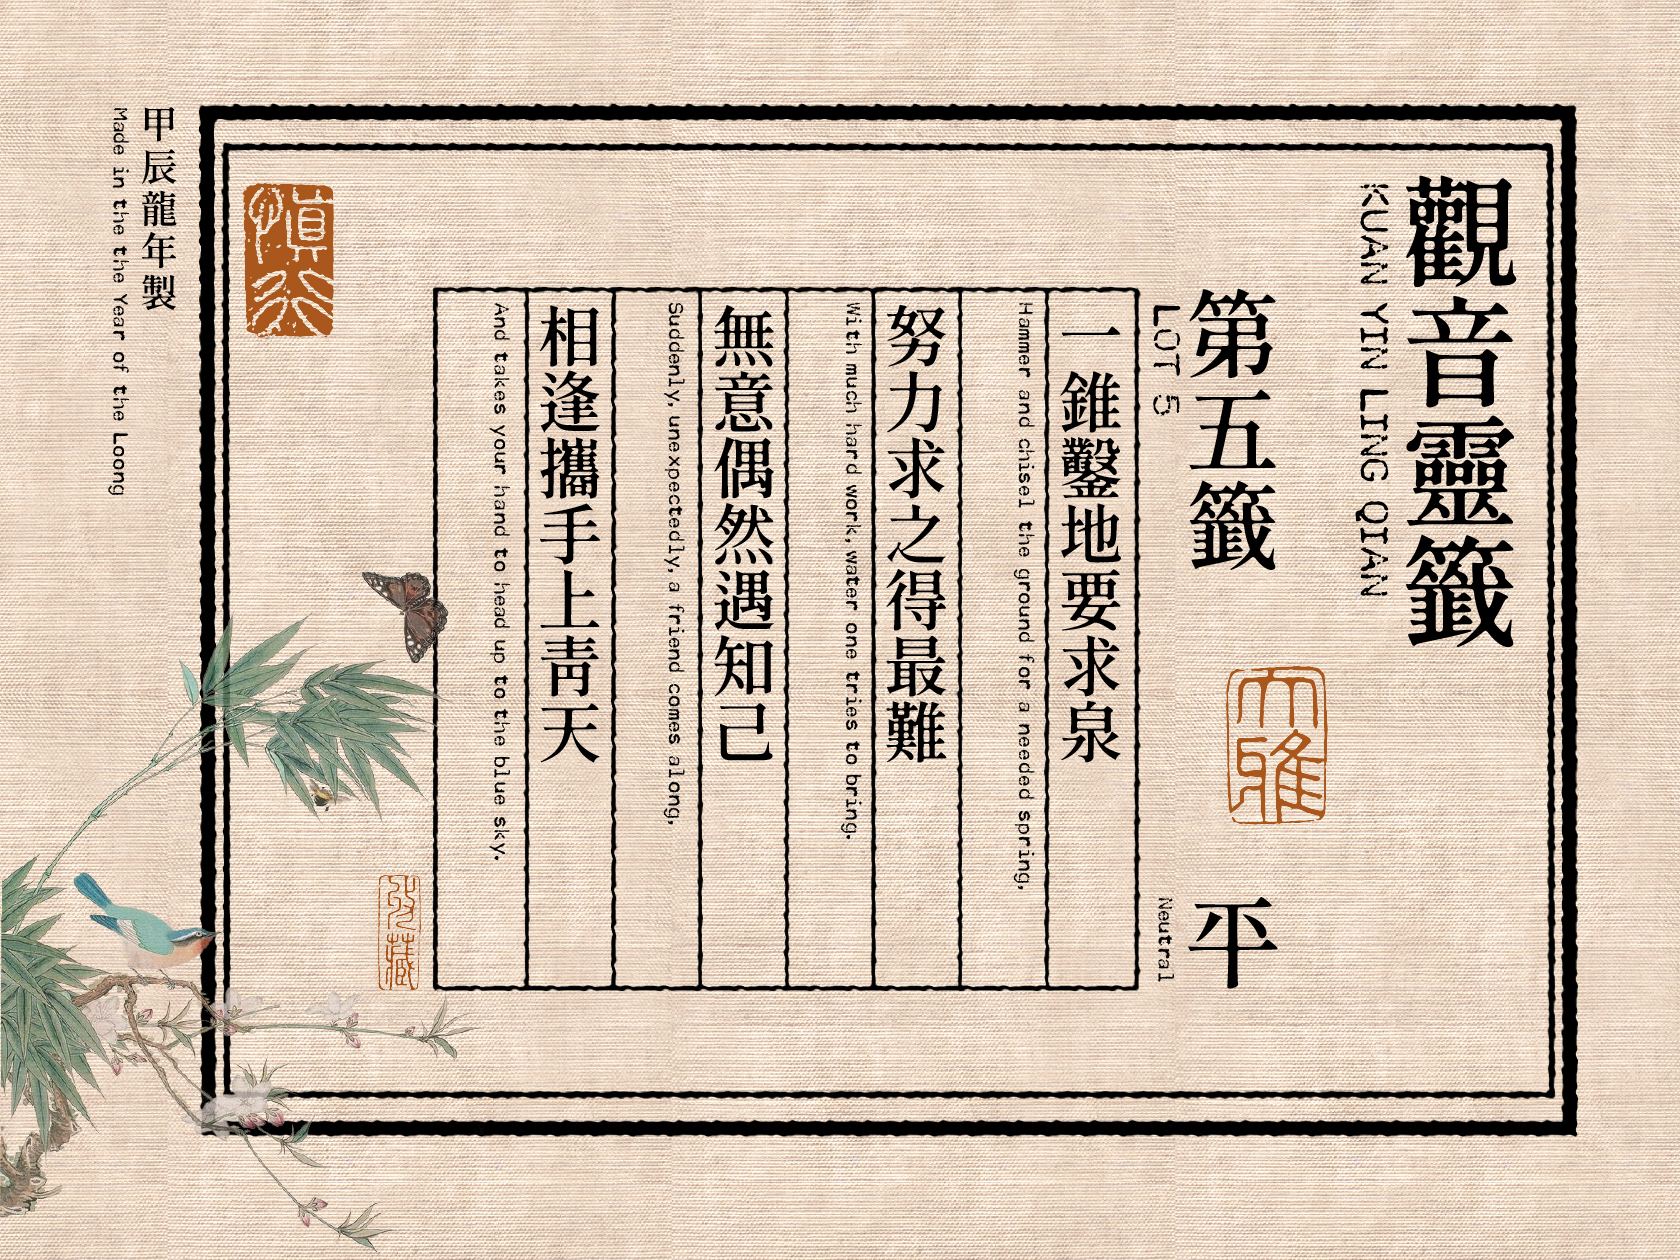 觀音靈籤
KUAN YIN LING QIAN
大雅
第五籤
平
LOT 5
Neutral
一錐鑿地要求泉
Hammer and chisel the ground for a needed spring,
努力求之得最難
With much hard work, water one tries to bring.
無意偶然遇知己
Suddenly, unexpectedly, a friend comes along,
相逢攜手上青天
And takes your hand to head up to the blue sky.
甲辰龍年製
Made in the the Year of the Loong